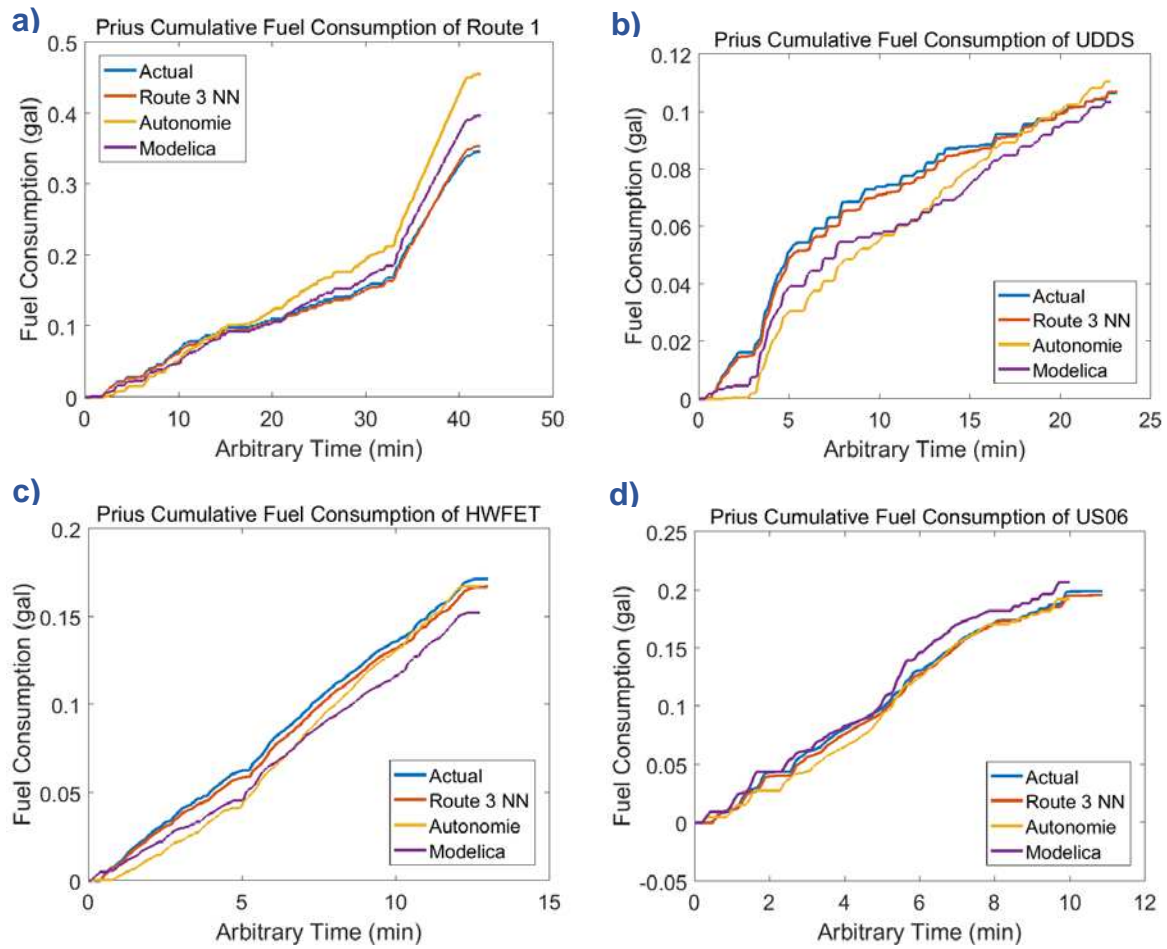 a)
Prius Cumulative Fuel Consumption of Route 1
0.5
0.4
0.3
0.2
0.1
0
Fuel Consumption (gal)
Actual
Route 3 NN
Autonomie
Modelica
0
10
20
30
40
50
Arbitrary Time (min)
b)
Prius Cumulative Fuel Consumption of UDDS
0.12
0.1
0.08
0.06
0.04
0.02
0
Fuel Consumption (gal)
Actual
Route 3 NN
Autonomie
Modelica
0
5
10
15
20
25
Arbitrary Time (min)
c)
Prius Cumulative Fuel Consumption of HWFET
0.2
0.15
0.1
0.05
0
Fuel Consumption (gal)
Actual
Route 3 NN
Autonomie
Modelica
0
5
10
15
Arbitrary Time (min)
d)
Prius Cumulative Fuel Consumption of US06
0.25
0.2
0.15
0.1
0.05
0
-0.05
Fuel Consumption (gal)
Actual
Route 3 NN
Autonomie
Modelica
0
2
4
6
8
10
12
Arbitrary Time (min)